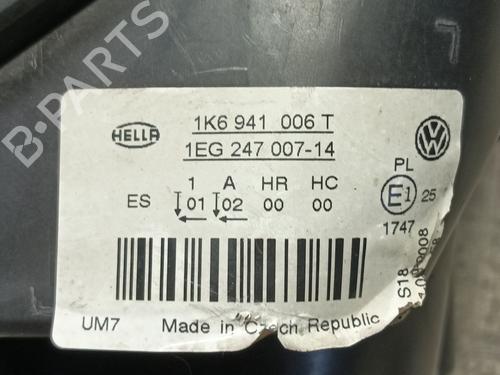 B-PARTS
HELLA
1K6 941 006 T
1EG 247 007-14
VW
PL
1 A HR HC
ES 01 02 00 00
E1 25
1747
S18
UM7 Made in Czech Republic